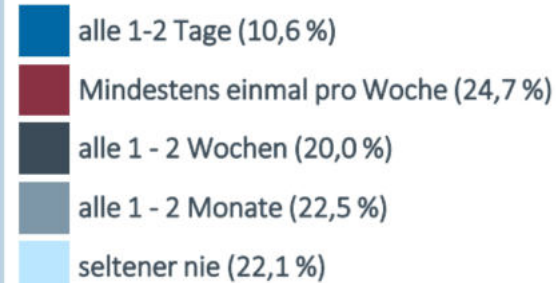 alle 1-2 Tage (10,6 %)
Mindestens einmal pro Woche (24,7 %)
alle 1 - 2 Wochen (20,0 %)
alle 1 - 2 Monate (22,5 %)
seltener nie (22,1 %)